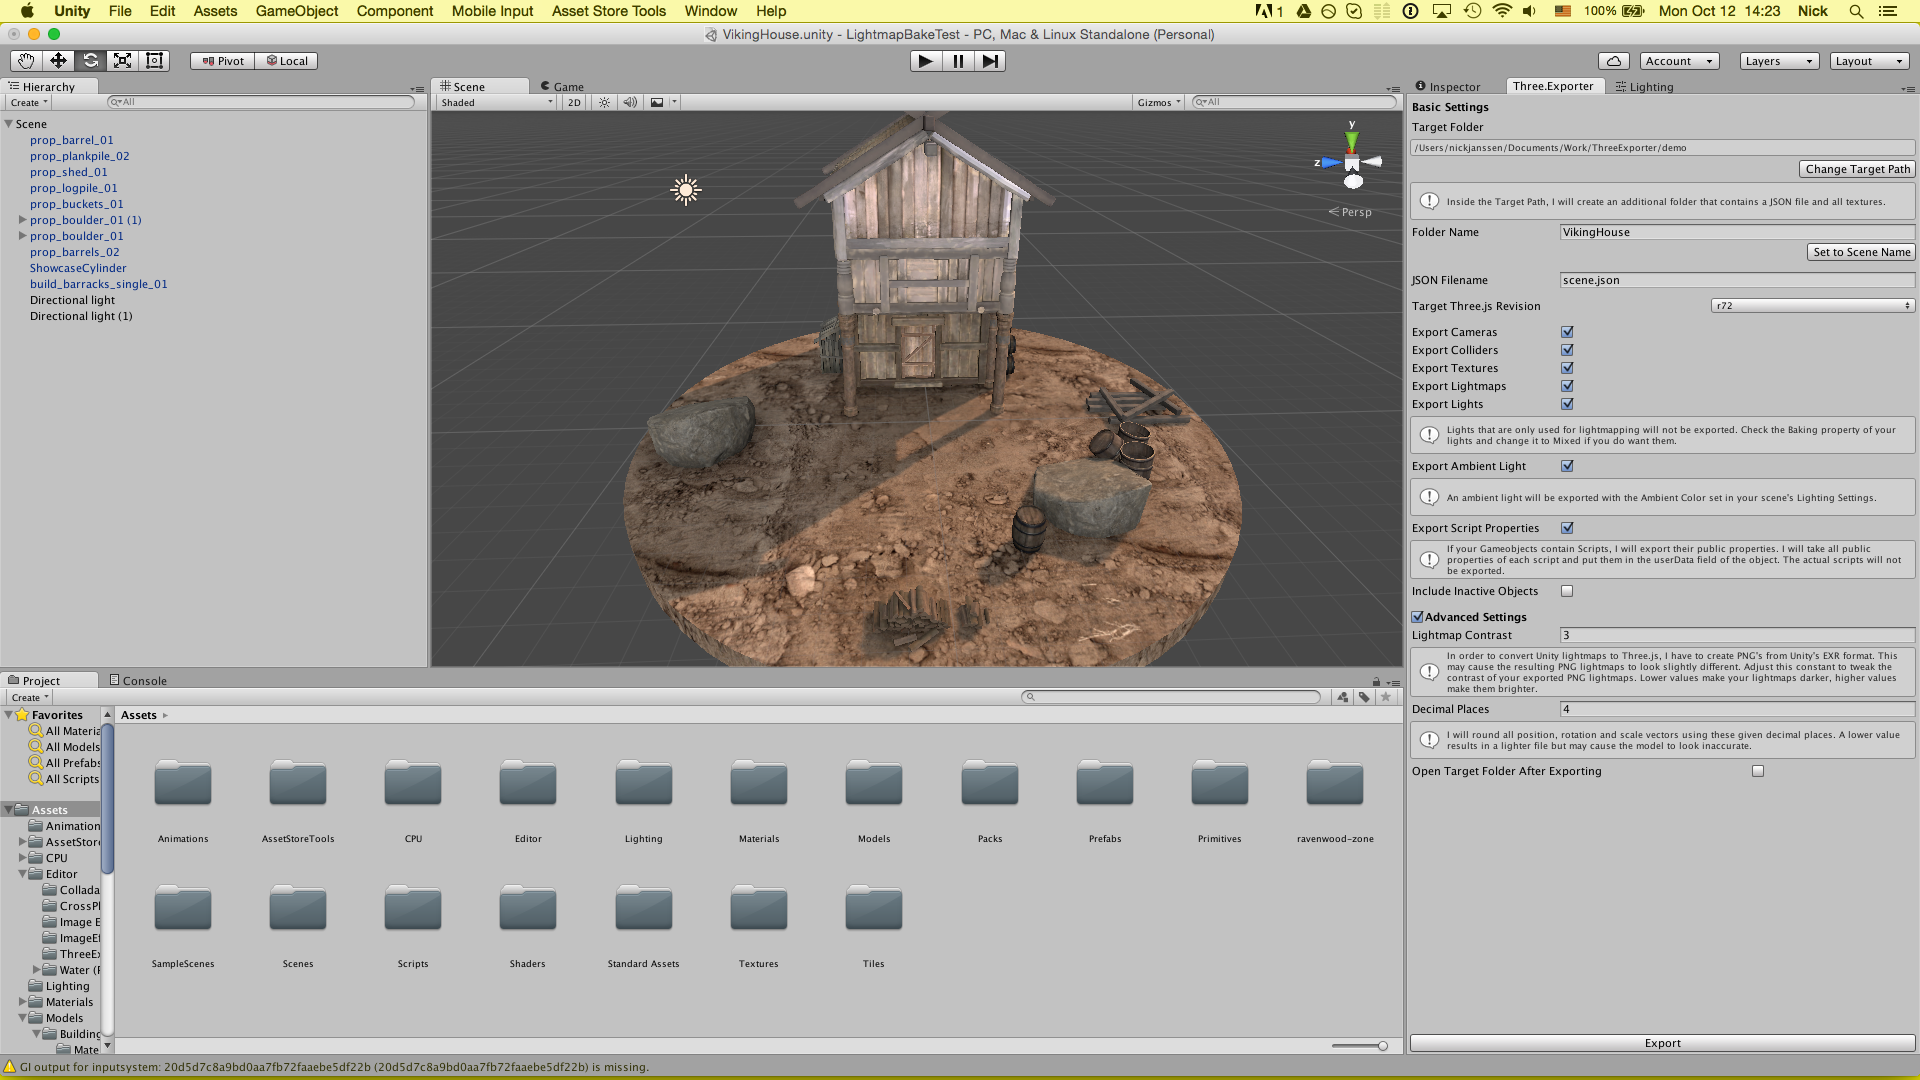 Unity File Edit Assets GameObject Component Mobile Input Asset Store Tools Window Help 1 100% Mon Oct 12 14:23 Nick
VikingHouse.unity - LightmapBakeTest - PC, Mac & Linux Standalone (Personal)
Pivot Local Account Layers Layout
Hierarchy
Create All
Scene
prop_barrel_01
prop_plankpile_02
prop_shed_01
prop_logpile_01
prop_buckets_01
prop_boulder_01 (1)
prop_boulder_01
prop_barrels_02
ShowcaseCylinder
build_barracks_single_01
Directional light
Directional light (1)
Scene Game
Shaded 2D Gizmos All
y
z
Persp
Inspector Three.Exporter Lighting
Basic Settings
Target Folder
/Users/nickjanssen/Documents/Work/ThreeExporter/demo
Change Target Path
Inside the Target Path, I will create an additional folder that contains a JSON file and all textures.
Folder Name VikingHouse
Set to Scene Name
JSON Filename scene.json
Target Three.js Revision r72
Export Cameras
Export Colliders
Export Textures
Export Lightmaps
Export Lights
Lights that are only used for lightmapping will not be exported. Check the Baking property of your
lights and change it to Mixed if you do want them.
Export Ambient Light
An ambient light will be exported with the Ambient Color set in your scene's Lighting Settings.
Export Script Properties
If your Gameobjects contain Scripts, I will export their public properties. I will take all public
properties of each script and put them in the userData field of the object. The actual scripts will not
be exported.
Include Inactive Objects
Advanced Settings
Lightmap Contrast 3
In order to convert Unity lightmaps to Three.js, I have to create PNG's from Unity's EXR format. This
may cause the resulting PNG lightmaps to look slightly different. Adjust this constant to tweak the
contrast of your exported PNG lightmaps. Lower values make your lightmaps darker, higher values
make them brighter.
Decimal Places 4
I will round all position, rotation and scale vectors using these given decimal places. A lower value
results in a lighter file but may cause the model to look inaccurate.
Open Target Folder After Exporting
Export
Project Console
Create
Favorites
All Materia
All Models
All Prefabs
All Scripts
Assets
Animation
AssetStore
CPU
Editor
Collada
CrossPl
Image E
ImageEf
ThreeEx
Water (P
Lighting
Materials
Models
Building
Mate
Assets
Animations AssetStoreTools CPU Editor Lighting Materials Models Packs Prefabs Primitives ravenwood-zone
SampleScenes Scenes Scripts Shaders Standard Assets Textures Tiles
GI output for inputsystem: 20d5d7c8a9bd0aa7fb72faaebe5df22b (20d5d7c8a9bd0aa7fb72faaebe5df22b) is missing.